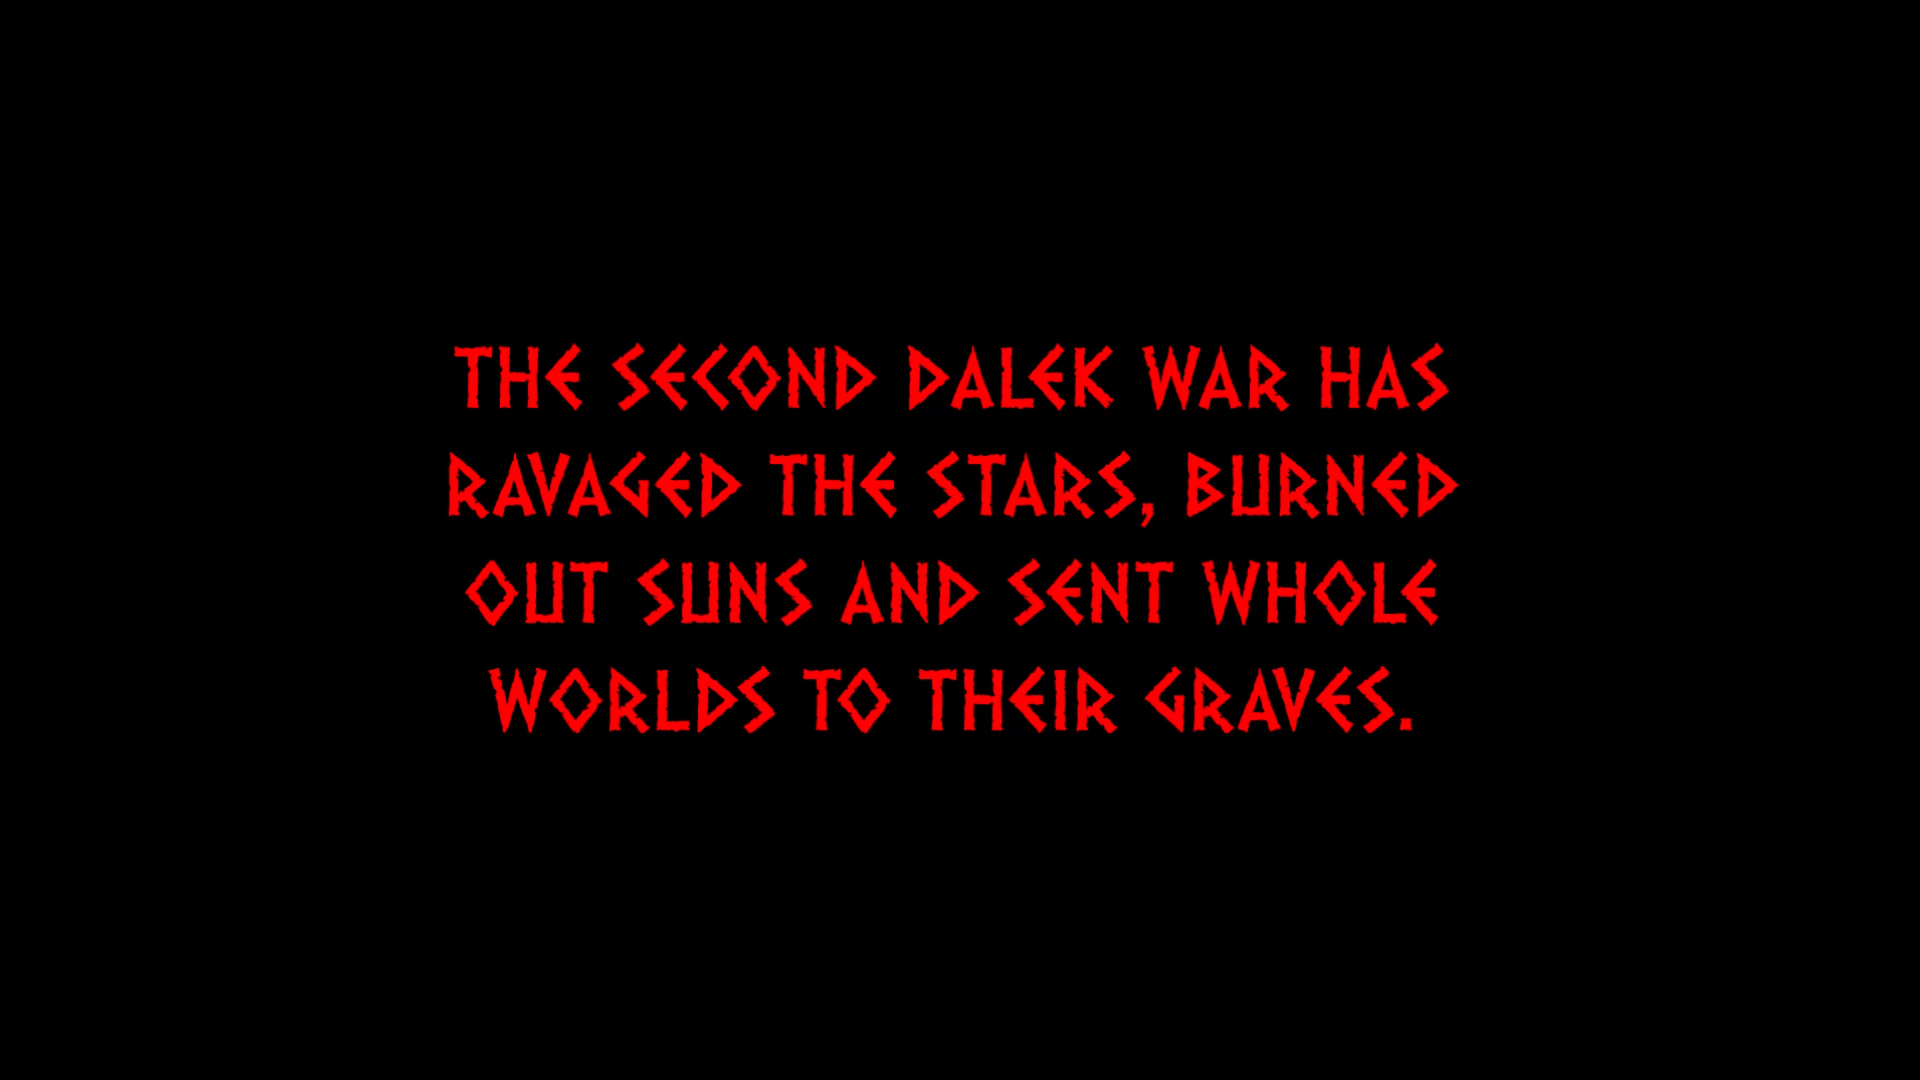 THE SECOND DALEK WAR HAS
RAVAGED THE STARS, BURNED
OUT SUNS AND SENT WHOLE
WORLDS TO THEIR GRAVES.